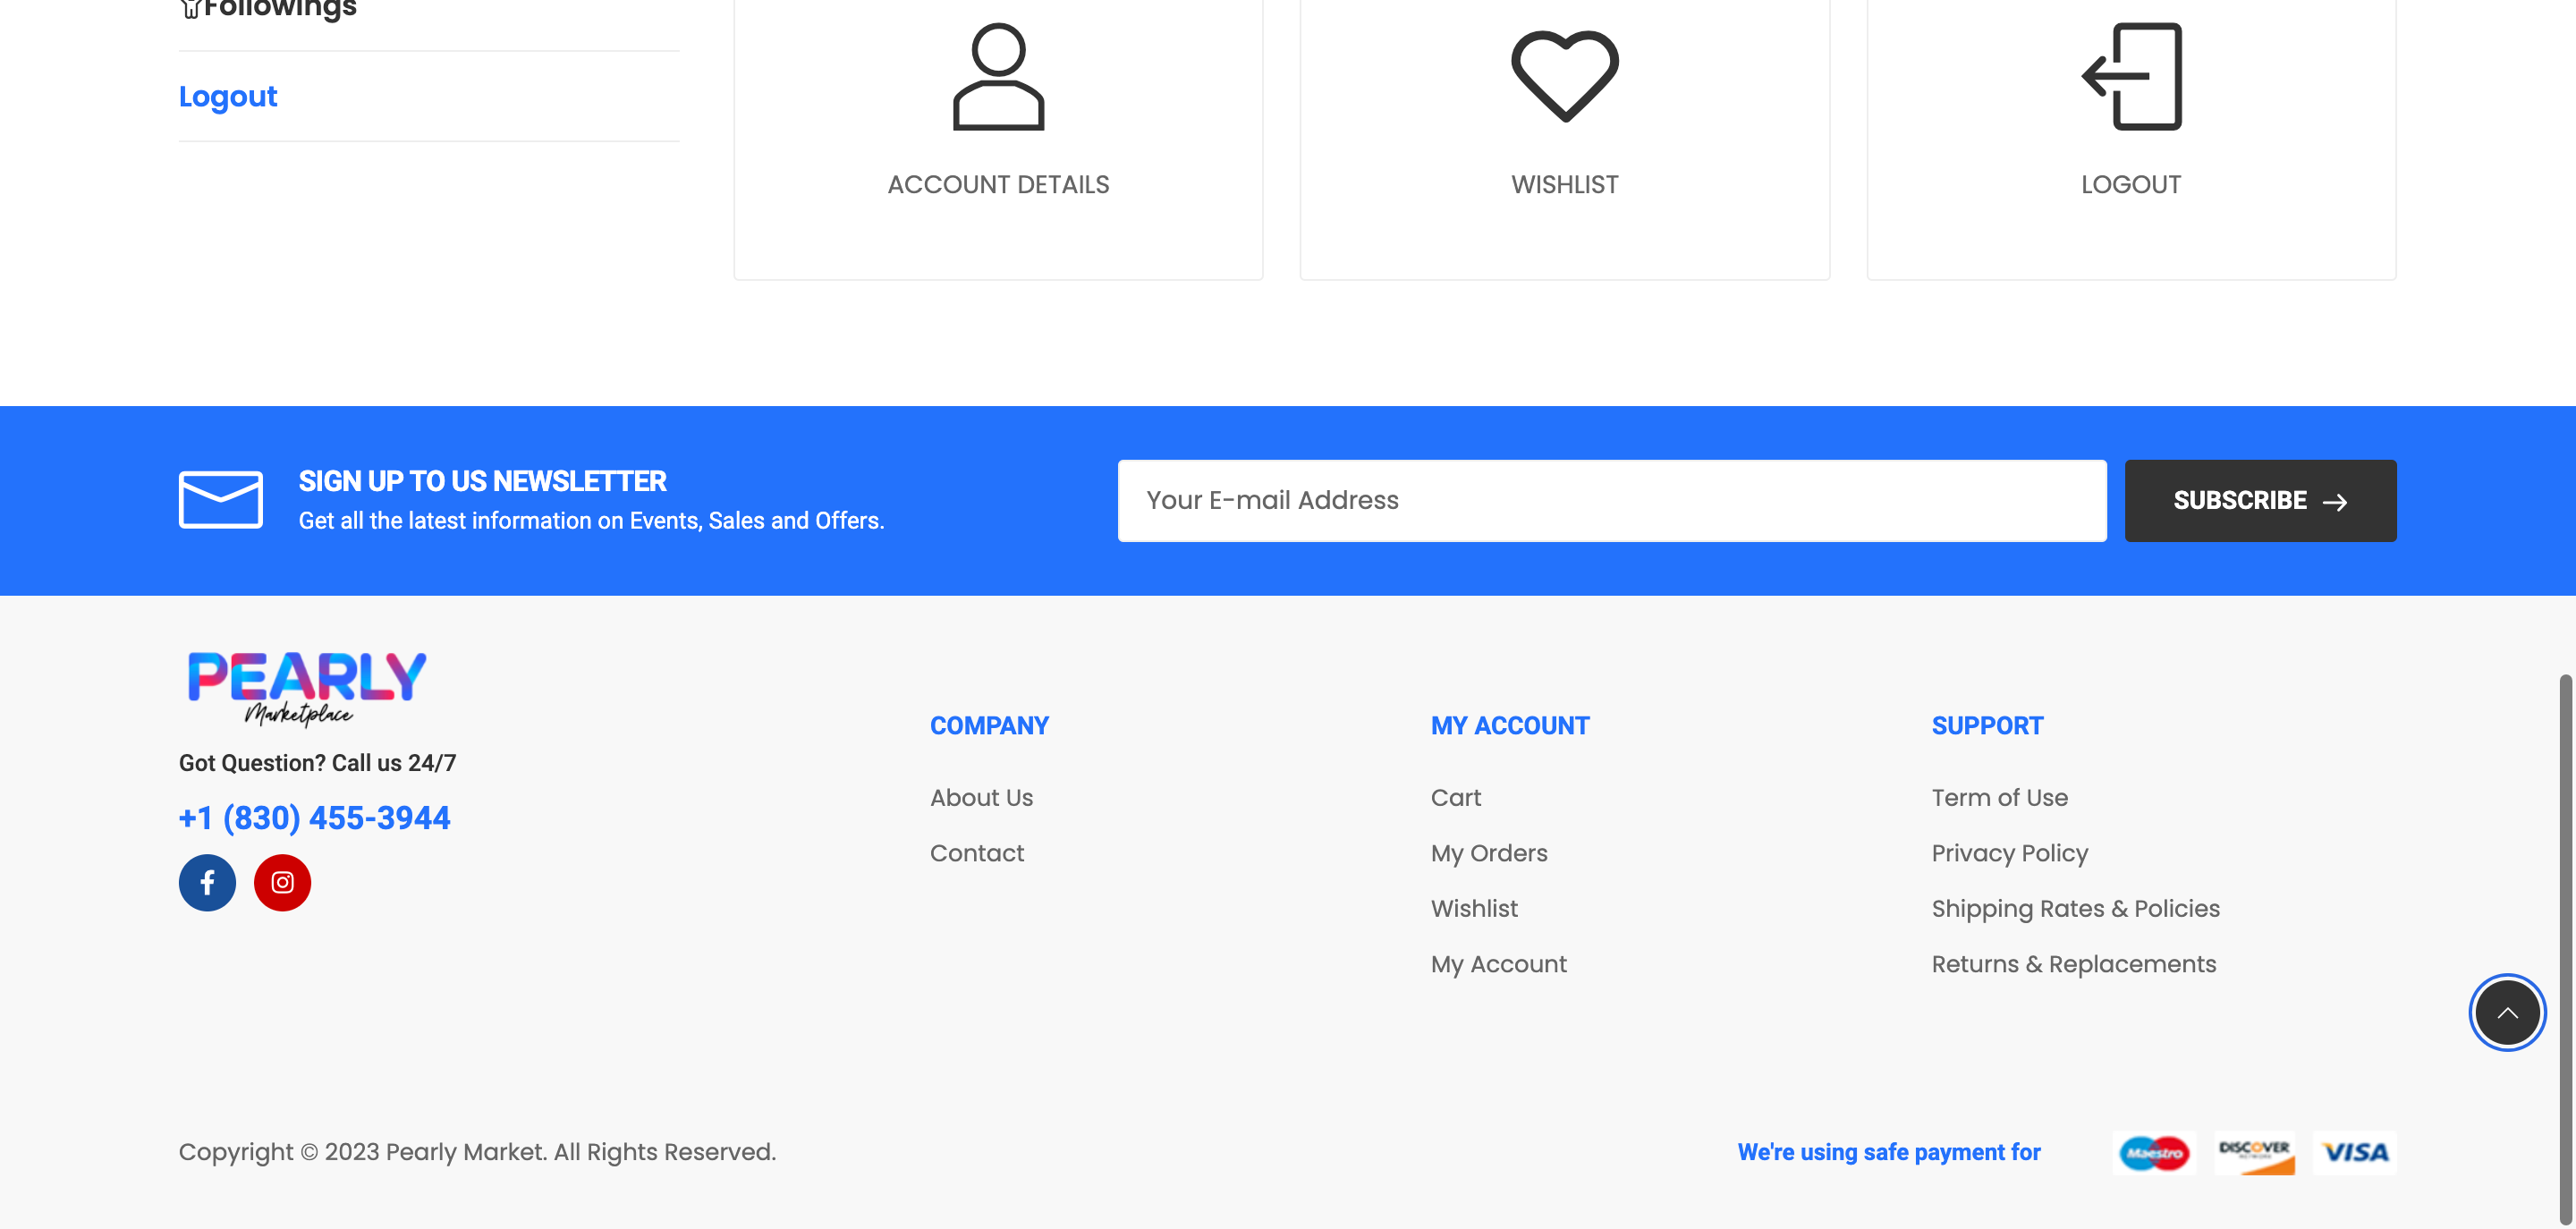 Followings
Logout
ACCOUNT DETAILS
WISHLIST
LOGOUT
SIGN UP TO US NEWSLETTER
Get all the latest information on Events, Sales and Offers.
Your E-mail Address
SUBSCRIBE
PEARLY
Marketplace
Got Question? Call us 24/7
+1 (830) 455-3944
COMPANY
About Us
Contact
MY ACCOUNT
Cart
My Orders
Wishlist
My Account
SUPPORT
Term of Use
Privacy Policy
Shipping Rates & Policies
Returns & Replacements
Copyright © 2023 Pearly Market. All Rights Reserved.
We're using safe payment for
Maestro
DISCOVER
NETWORK
VISA